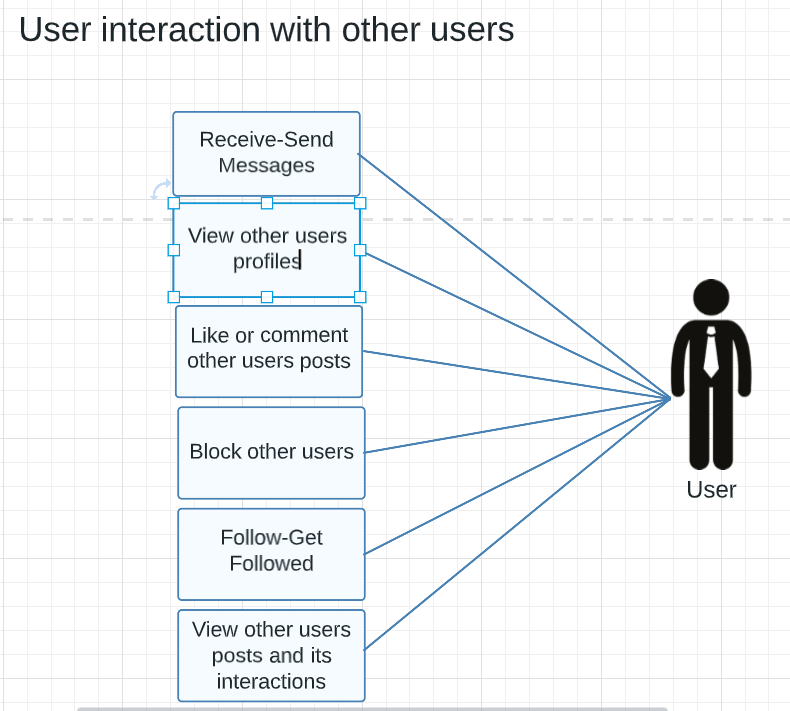 User interaction with other users
Receive-Send
Messages
View other users
profiles
Like or comment
other users posts
Block other users
Follow-Get
Followed
View other users
posts and its
interactions
User